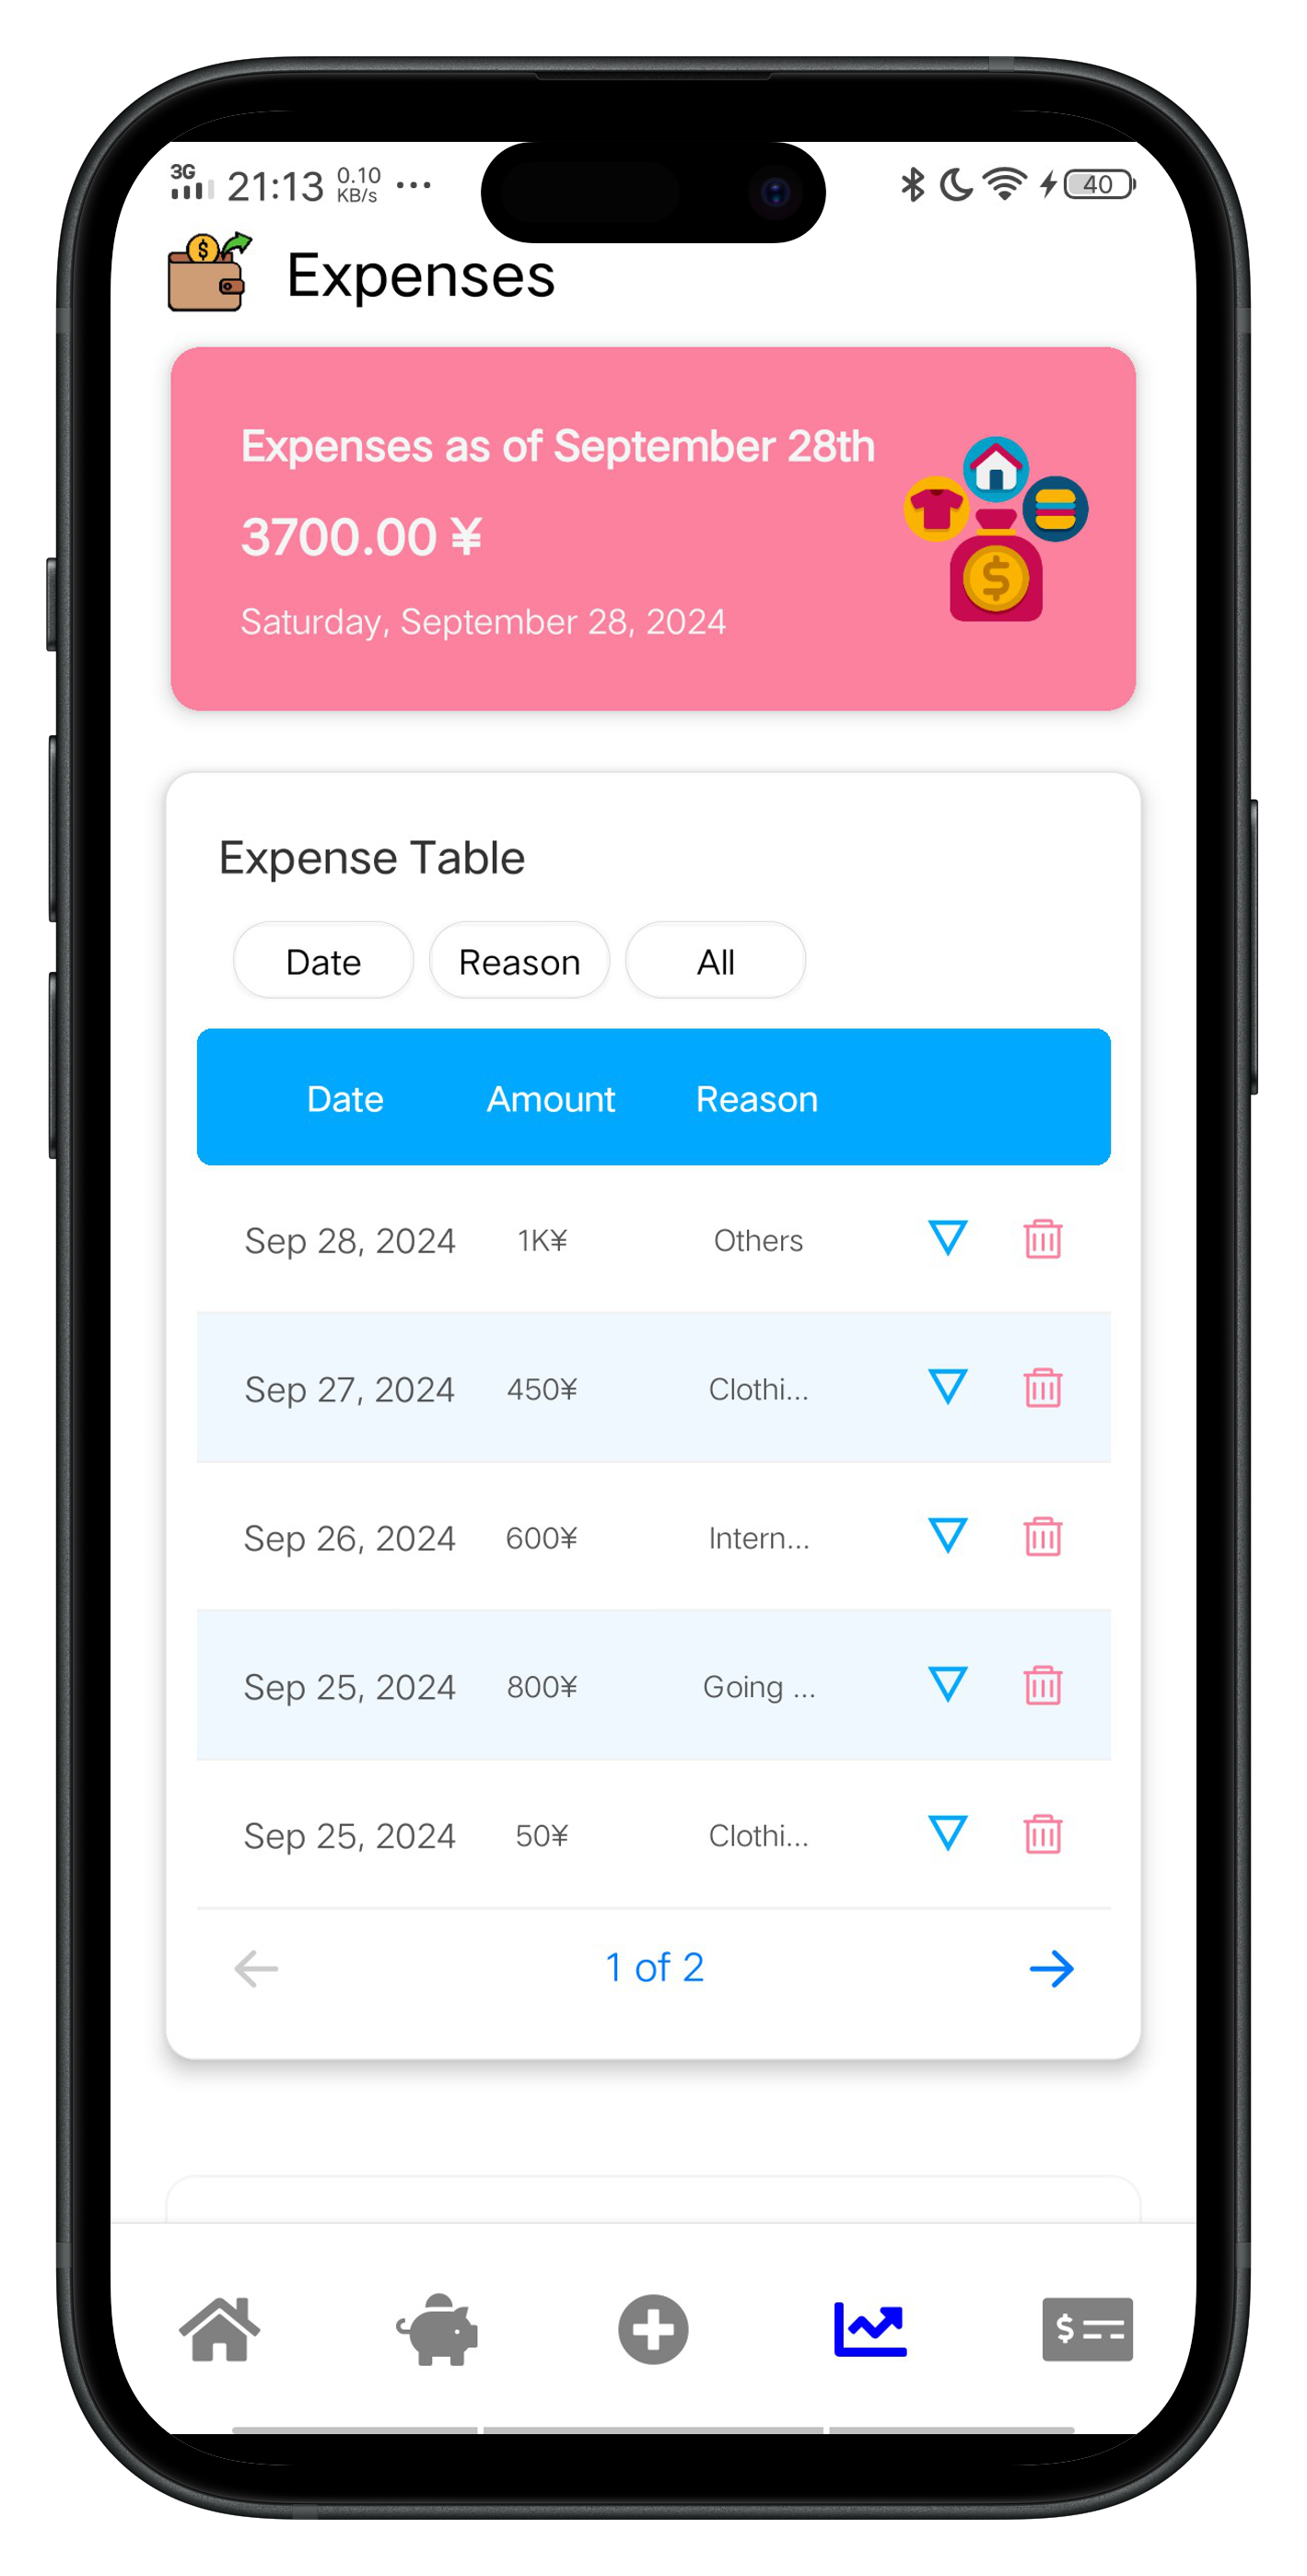 3G 21:13 0.10 KB/s ... 40
Expenses
Expenses as of September 28th
3700.00 ¥
Saturday, September 28, 2024
Expense Table
Date Reason All
Date Amount Reason
Sep 28, 2024 1K¥ Others
Sep 27, 2024 450¥ Clothi...
Sep 26, 2024 600¥ Intern...
Sep 25, 2024 800¥ Going ...
Sep 25, 2024 50¥ Clothi...
1 of 2